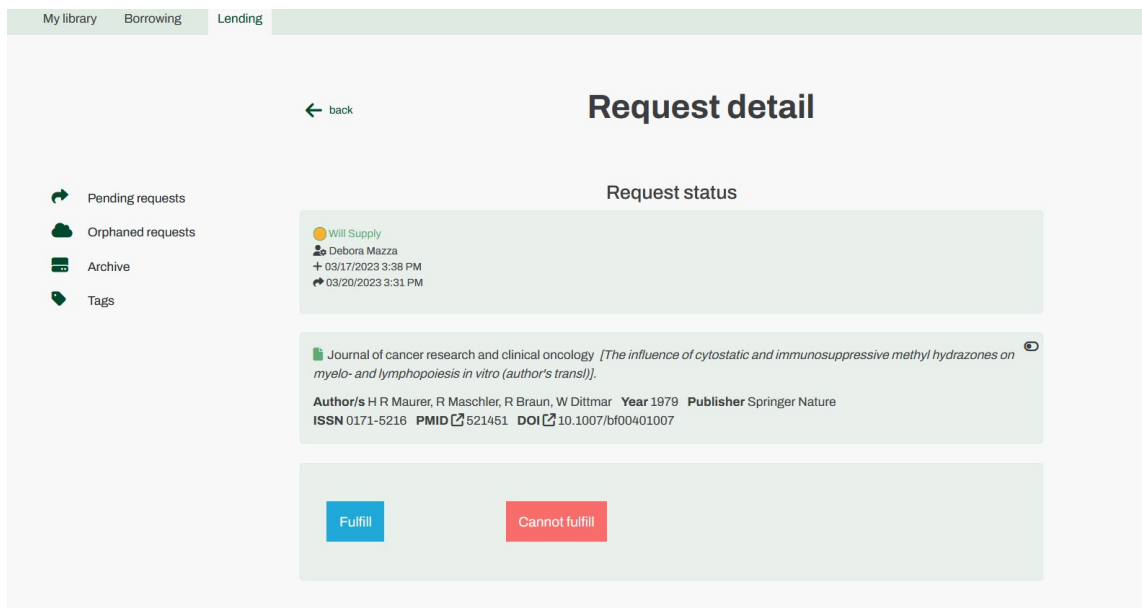 My library Borrowing Lending
back
Request detail
Pending requests
Orphaned requests
Archive
Tags
Request status
Will Supply
Debora Mazza
03/17/2023 3:38 PM
03/20/2023 3:31 PM
Journal of cancer research and clinical oncology [The influence of cytostatic and immunosuppressive methyl hydrazones on
myelo- and lymphopoiesis in vitro (author's transl)].
Author/s H R Maurer, R Maschler, R Braun, W Dittmar Year 1979 Publisher Springer Nature
ISSN 0171-5216 PMID 521451 DOI 10.1007/bf00401007
Fulfill Cannot fulfill